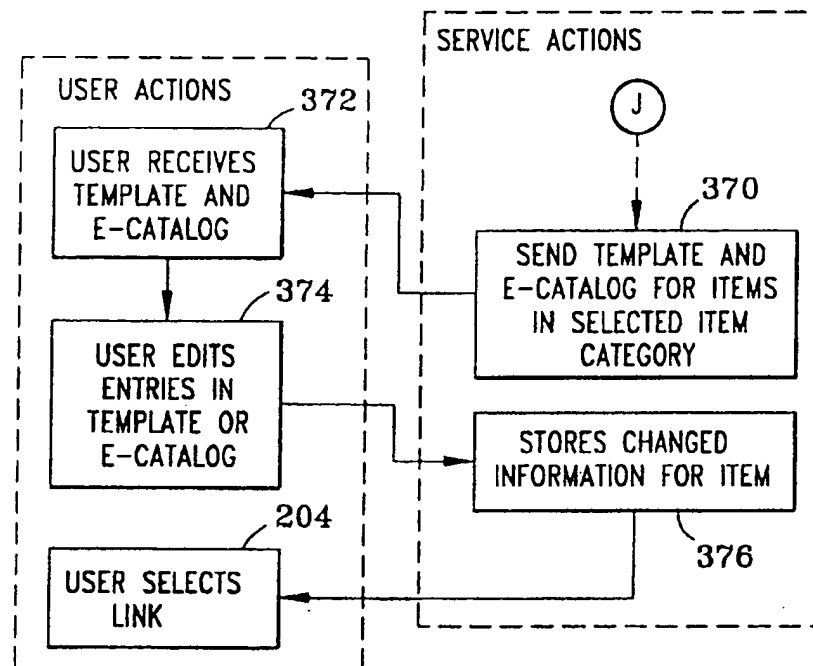 SERVICE ACTIONS
J
USER ACTIONS
372
USER RECEIVES
TEMPLATE AND
E-CATALOG
370
SEND TEMPLATE AND
E-CATALOG FOR ITEMS
IN SELECTED ITEM
CATEGORY
374
USER EDITS
ENTRIES IN
TEMPLATE OR
E-CATALOG
STORES CHANGED
INFORMATION FOR ITEM
376
204
USER SELECTS
LINK